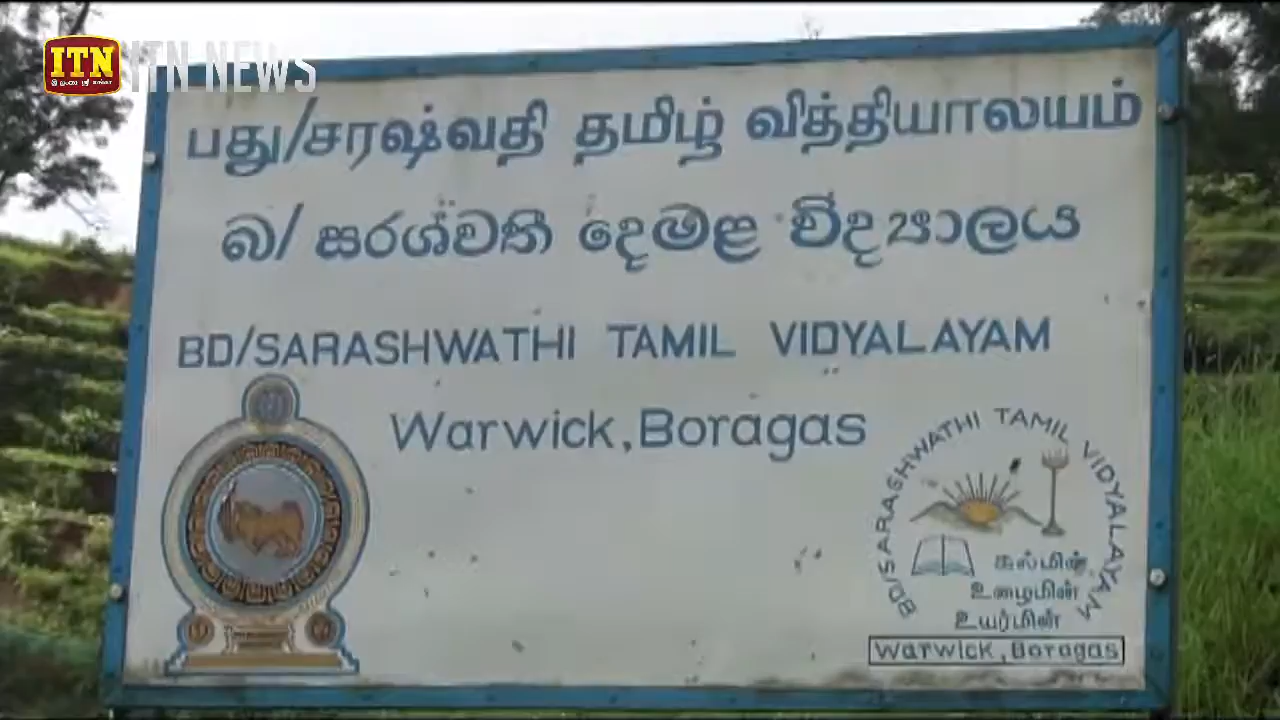 ITN
ITN NEWS
பது/சரஷ்வதி தமிழ் வித்தியாலயம்
බ/ සරශ්වතී දෙමළ විද්‍යාලය
BD/SARASHWATHI TAMIL VIDYALAYAM
Warwick,Boragas
BD/SARASHWATHI TAMIL VIDYALAYAM
கல்மின்
உழைமின்
உயர்மின்
Warwick,Boragas